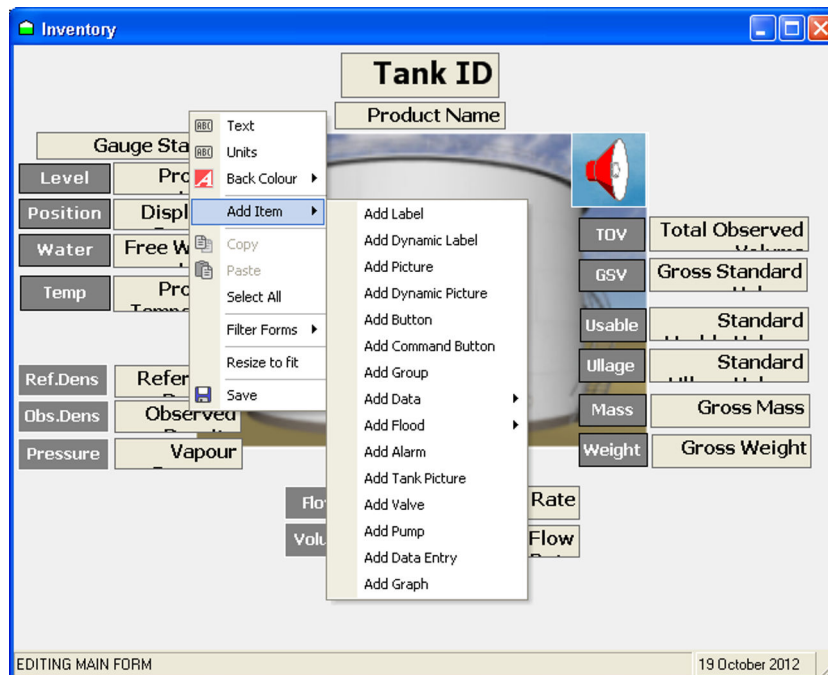 Inventory
Tank ID
Product Name
Gauge Sta
Level
Position
Water
Free W
Temp
Ref.Dens
Refer
Obs.Dens
Observed
Pressure
Vapour
ABC Text
ABC Units
A Back Colour
Add Item
Copy
Paste
Select All
Filter Forms
Resize to fit
Save
Add Label
Add Dynamic Label
Add Picture
Add Dynamic Picture
Add Button
Add Command Button
Add Group
Add Data
Add Flood
Add Alarm
Add Tank Picture
Add Valve
Add Pump
Add Data Entry
Add Graph
TOV
Total Observed
GSV
Gross Standard
Usable
Standard
Ullage
Standard
Mass
Gross Mass
Weight
Gross Weight
Rate
Flow
EDITING MAIN FORM
19 October 2012